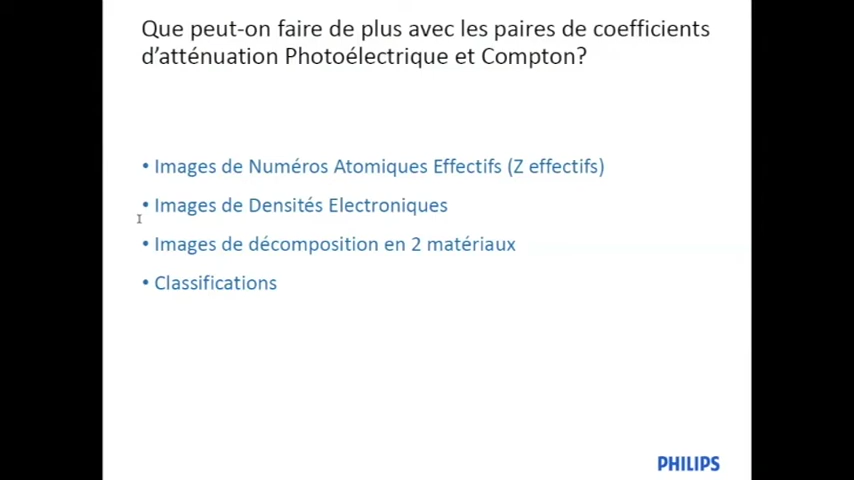 Que peut-on faire de plus avec les paires de coefficients
d'atténuation Photoélectrique et Compton?
• Images de Numéros Atomiques Effectifs (Z effectifs)
• Images de Densités Electroniques
• Images de décomposition en 2 matériaux
• Classifications
PHILIPS